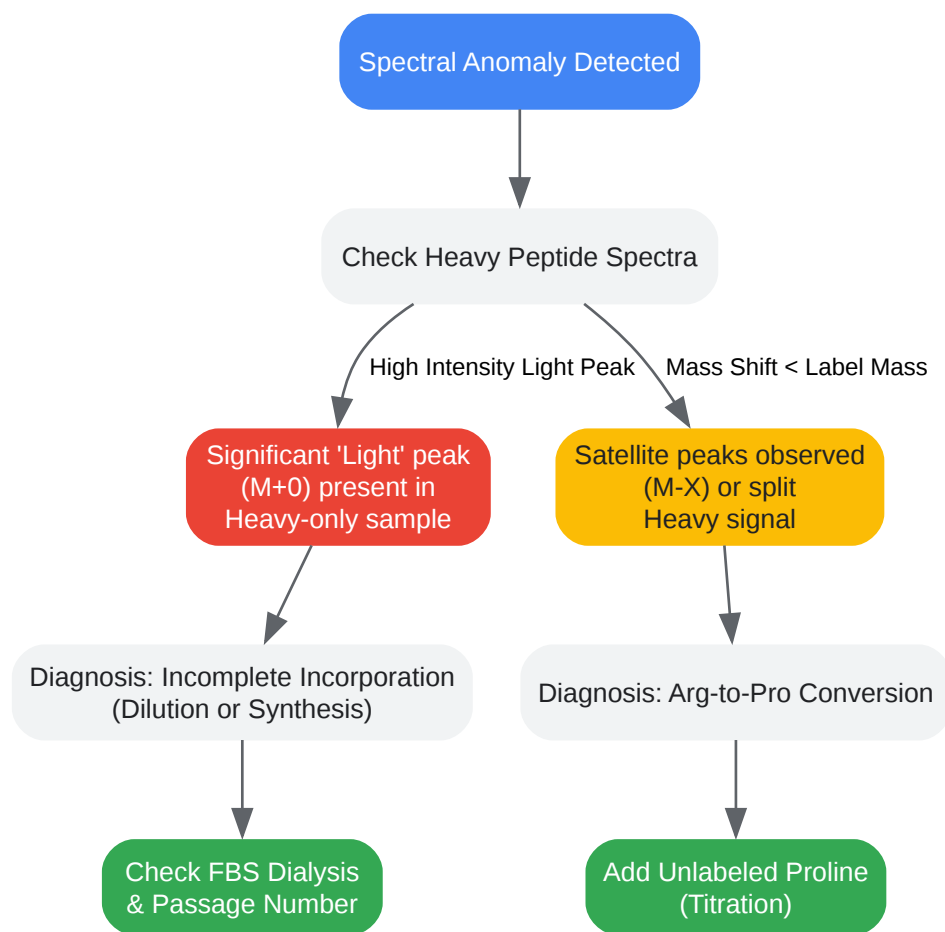 Spectral Anomaly Detected
Check Heavy Peptide Spectra
High Intensity Light Peak
Mass Shift < Label Mass
Significant 'Light' peak
(M+0) present in
Heavy-only sample
Satellite peaks observed
(M-X) or split
Heavy signal
Diagnosis: Incomplete Incorporation
(Dilution or Synthesis)
Diagnosis: Arg-to-Pro Conversion
Check FBS Dialysis
& Passage Number
Add Unlabeled Proline
(Titration)